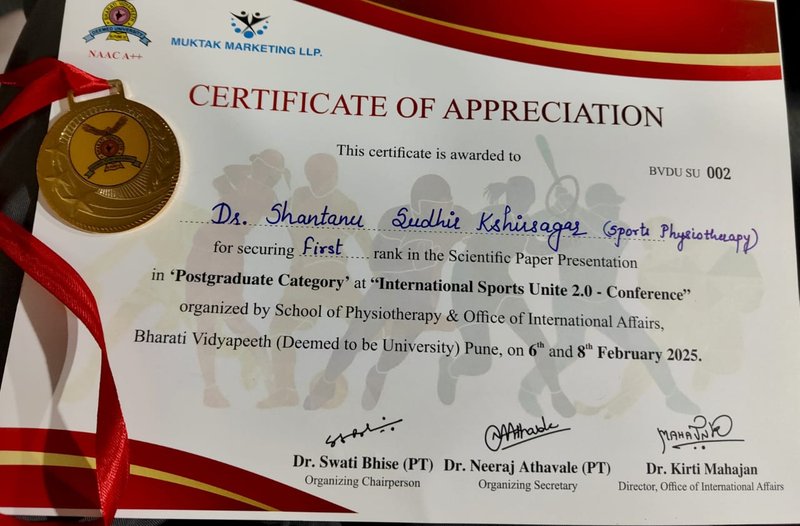 DEEMED UNIVERSITY
NAAC A++
MUKTAK MARKETING LLP.
CERTIFICATE OF APPRECIATION
This certificate is awarded to
BVDU SU 002
Dr. Shantanu Sudhir Kshirsagar (Sports Physiotherapy)
for securing first rank in the Scientific Paper Presentation
in ‘Postgraduate Category’ at “International Sports Unite 2.0 - Conference”
organized by School of Physiotherapy & Office of International Affairs,
Bharati Vidyapeeth (Deemed to be University) Pune, on 6th and 8th February 2025.
NAAthavale
MAHAJAN
Dr. Swati Bhise (PT) Dr. Neeraj Athavale (PT) Dr. Kirti Mahajan
Organizing Chairperson Organizing Secretary Director, Office of International Affairs